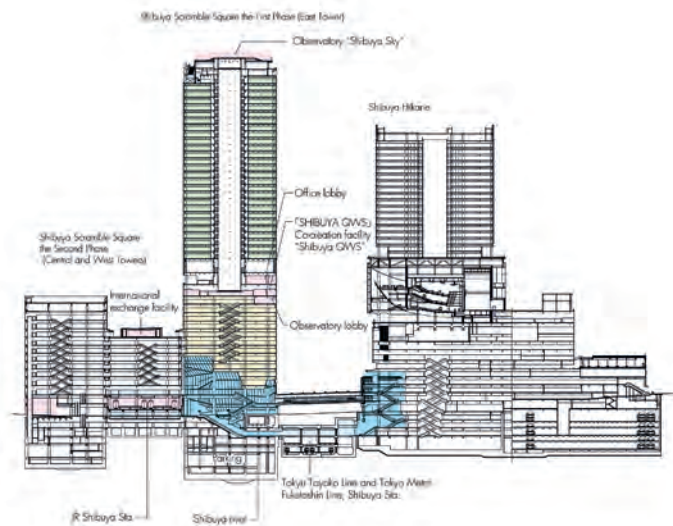 Shibuya Scramble Square the First Phase (East Tower)
Observatory "Shibuya Sky"
Shibuya Hikarie
Office lobby
「SHIBUYA QWS」
Cocreation facility
"Shibuya QWS"
Shibuya Scramble Square
the Second Phase
(Central and West Towers)
International
exchange facility
Observatory lobby
Parking
Tokyu Toyoko Line and Tokyo Metro
Fukutoshin Line, Shibuya Sta.
JR Shibuya Sta.
Shibuya river